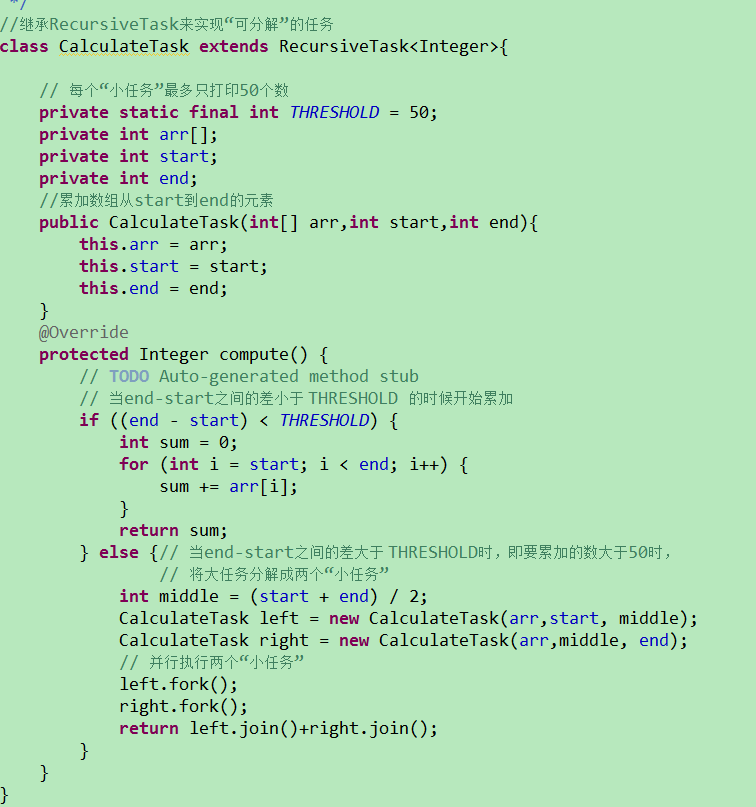 */
//继承RecursiveTask来实现“可分解”的任务
class CalculateTask extends RecursiveTask<Integer>{
// 每个“小任务”最多只打印50个数
private static final int THRESHOLD = 50;
private int arr[];
private int start;
private int end;
//累加数组从start到end的元素
public CalculateTask(int[] arr,int start,int end){
this.arr = arr;
this.start = start;
this.end = end;
}
@Override
protected Integer compute() {
// TODO Auto-generated method stub
// 当end-start之间的差小于 THRESHOLD 的时候开始累加
if ((end - start) < THRESHOLD) {
int sum = 0;
for (int i = start; i < end; i++) {
sum += arr[i];
}
return sum;
} else {// 当end-start之间的差大于 THRESHOLD时，即要累加的数大于50时，
// 将大任务分解成两个“小任务”
int middle = (start + end) / 2;
CalculateTask left = new CalculateTask(arr,start, middle);
CalculateTask right = new CalculateTask(arr,middle, end);
// 并行执行两个“小任务”
left.fork();
right.fork();
return left.join()+right.join();
}
}
}